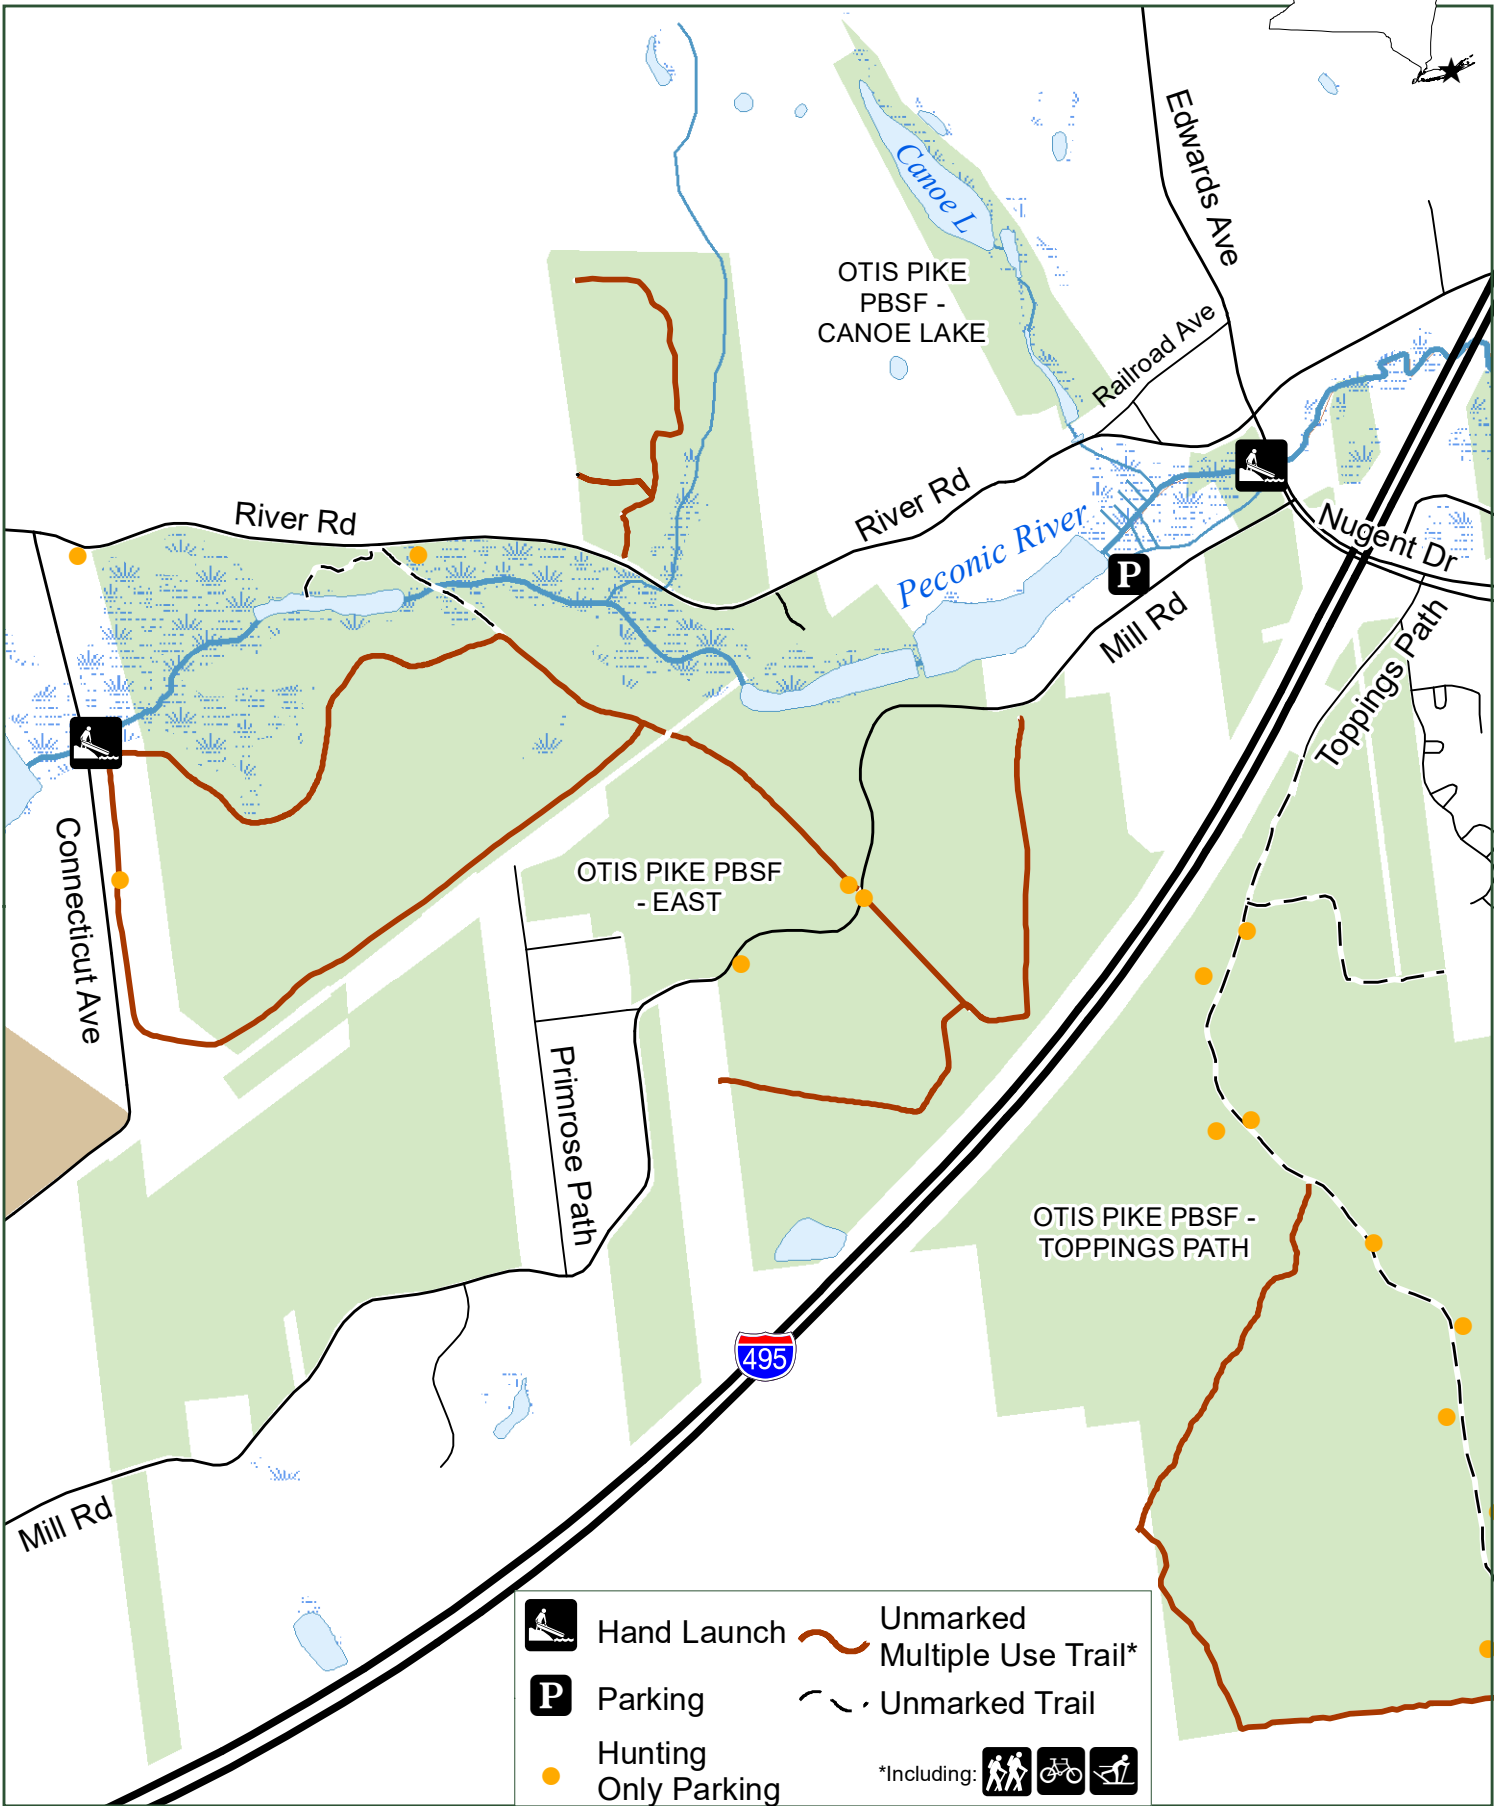 Edwards Ave
Canoe L
OTIS PIKE
PBSF -
CANOE LAKE
Railroad Ave
River Rd
River Rd
Peconic River
Nugent Dr
P
Mill Rd
Toppings Path
Connecticut Ave
OTIS PIKE PBSF
- EAST
Primrose Path
OTIS PIKE PBSF -
TOPPINGS PATH
495
Mill Rd
Hand Launch
Unmarked
Multiple Use Trail*
P Parking
Unmarked Trail
Hunting
Only Parking
*Including: